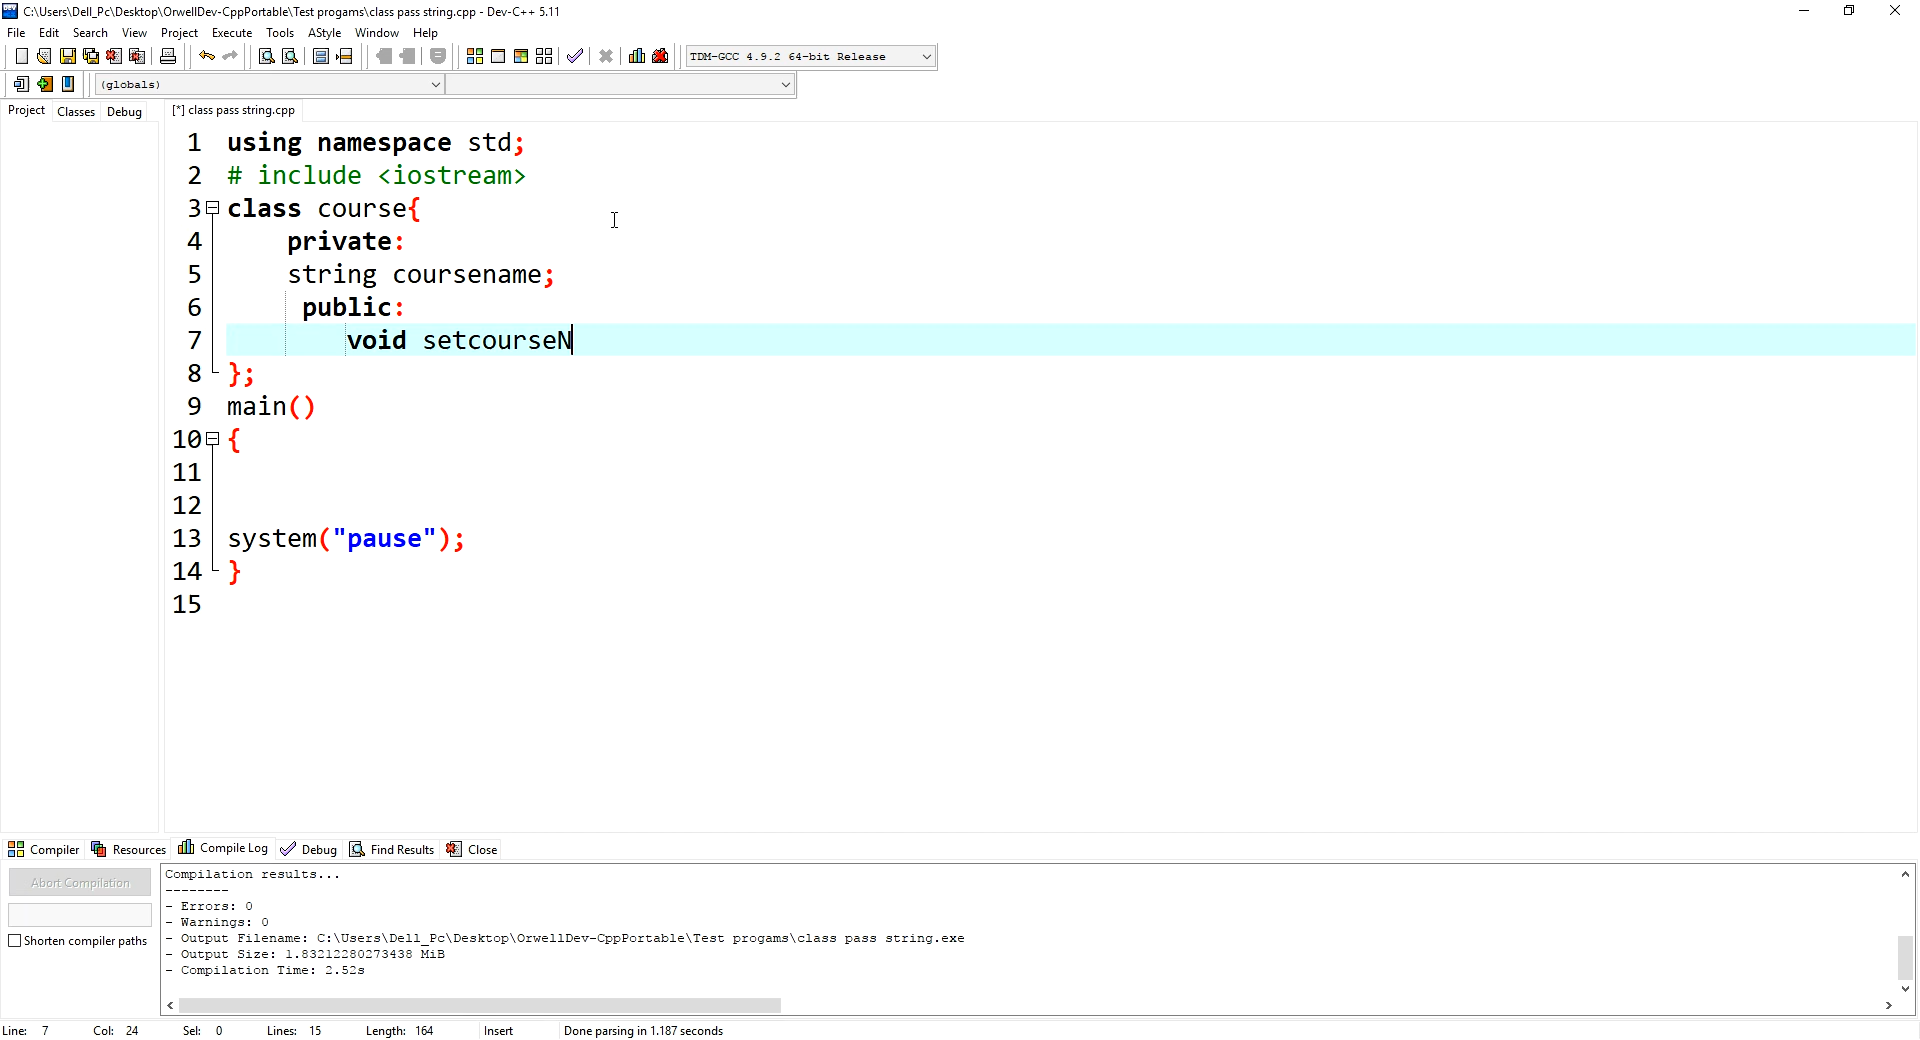 C:\Users\Dell_Pc\Desktop\OrwellDev-CppPortable\Test progams\class pass string.cpp - Dev-C++ 5.11
File Edit Search View Project Execute Tools AStyle Window Help
TDM-GCC 4.9.2 64-bit Release
(globals)
Project Classes Debug [*] class pass string.cpp
1 using namespace std;
2 # include <iostream>
3 class course{
4 private:
5 string coursename;
6 public:
7 void setcourseN
8 };
9 main()
10 {
11
12
13 system("pause");
14 }
15
Compiler Resources Compile Log Debug Find Results Close
Abort Compilation
Shorten compiler paths
Compilation results...
--------
- Errors: 0
- Warnings: 0
- Output Filename: C:\Users\Dell_Pc\Desktop\OrwellDev-CppPortable\Test progams\class pass string.exe
- Output Size: 1.83212280273438 MiB
- Compilation Time: 2.52s
Line: 7 Col: 24 Sel: 0 Lines: 15 Length: 164 Insert Done parsing in 1.187 seconds